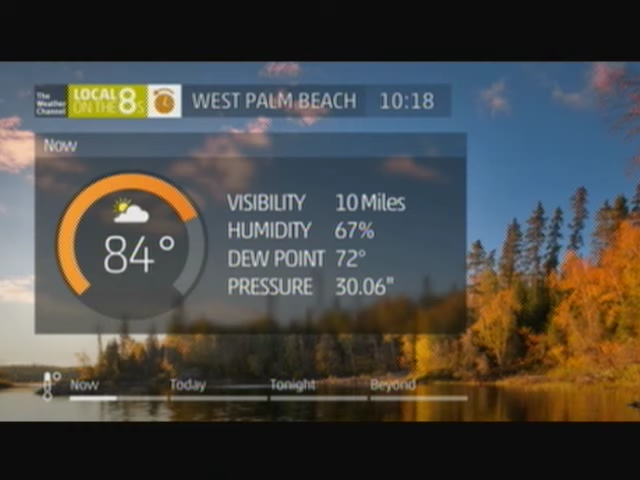 The Weather Channel
LOCAL ON THE 8s
WEST PALM BEACH 10:18
Now
84°
VISIBILITY 10 Miles
HUMIDITY 67%
DEW POINT 72°
PRESSURE 30.06"
Now Today Tonight Beyond